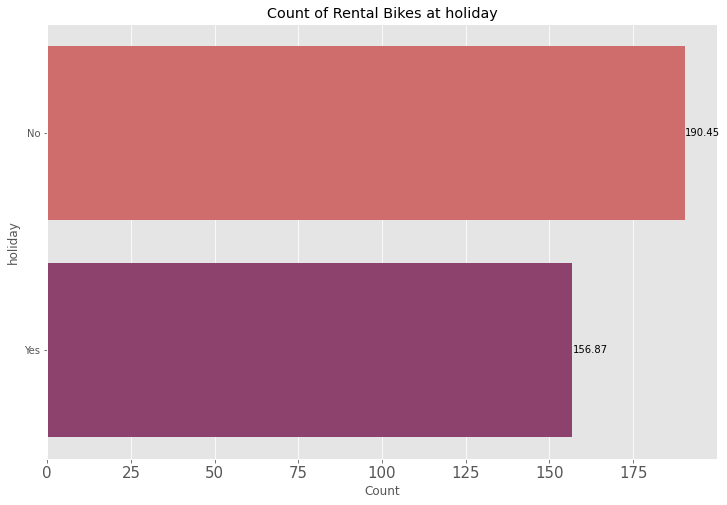 Count of Rental Bikes at holiday
holiday
No
190.45
Yes
156.87
0 25 50 75 100 125 150 175
Count